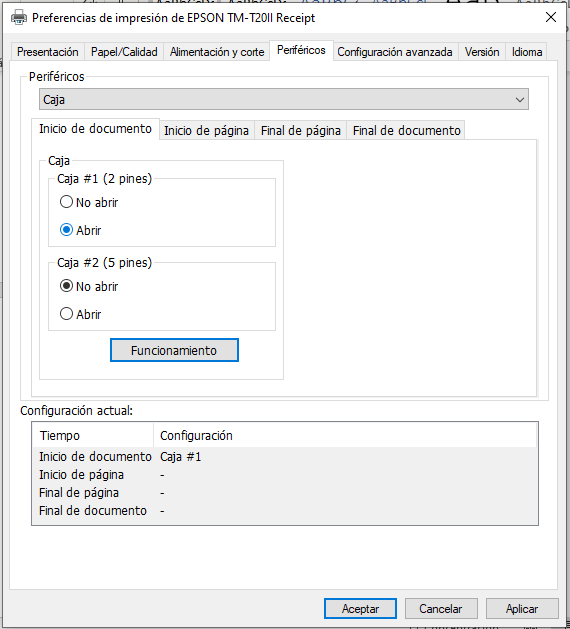 Preferencias de impresión de EPSON TM-T20II Receipt
Presentación Papel/Calidad Alimentación y corte Periféricos Configuración avanzada Versión Idioma
Periféricos
Caja
Inicio de documento Inicio de página Final de página Final de documento
Caja
Caja #1 (2 pines)
No abrir
Abrir
Caja #2 (5 pines)
No abrir
Abrir
Funcionamiento
Configuración actual:
Tiempo Configuración
Inicio de documento Caja #1
Inicio de página -
Final de página -
Final de documento -
Aceptar Cancelar Aplicar